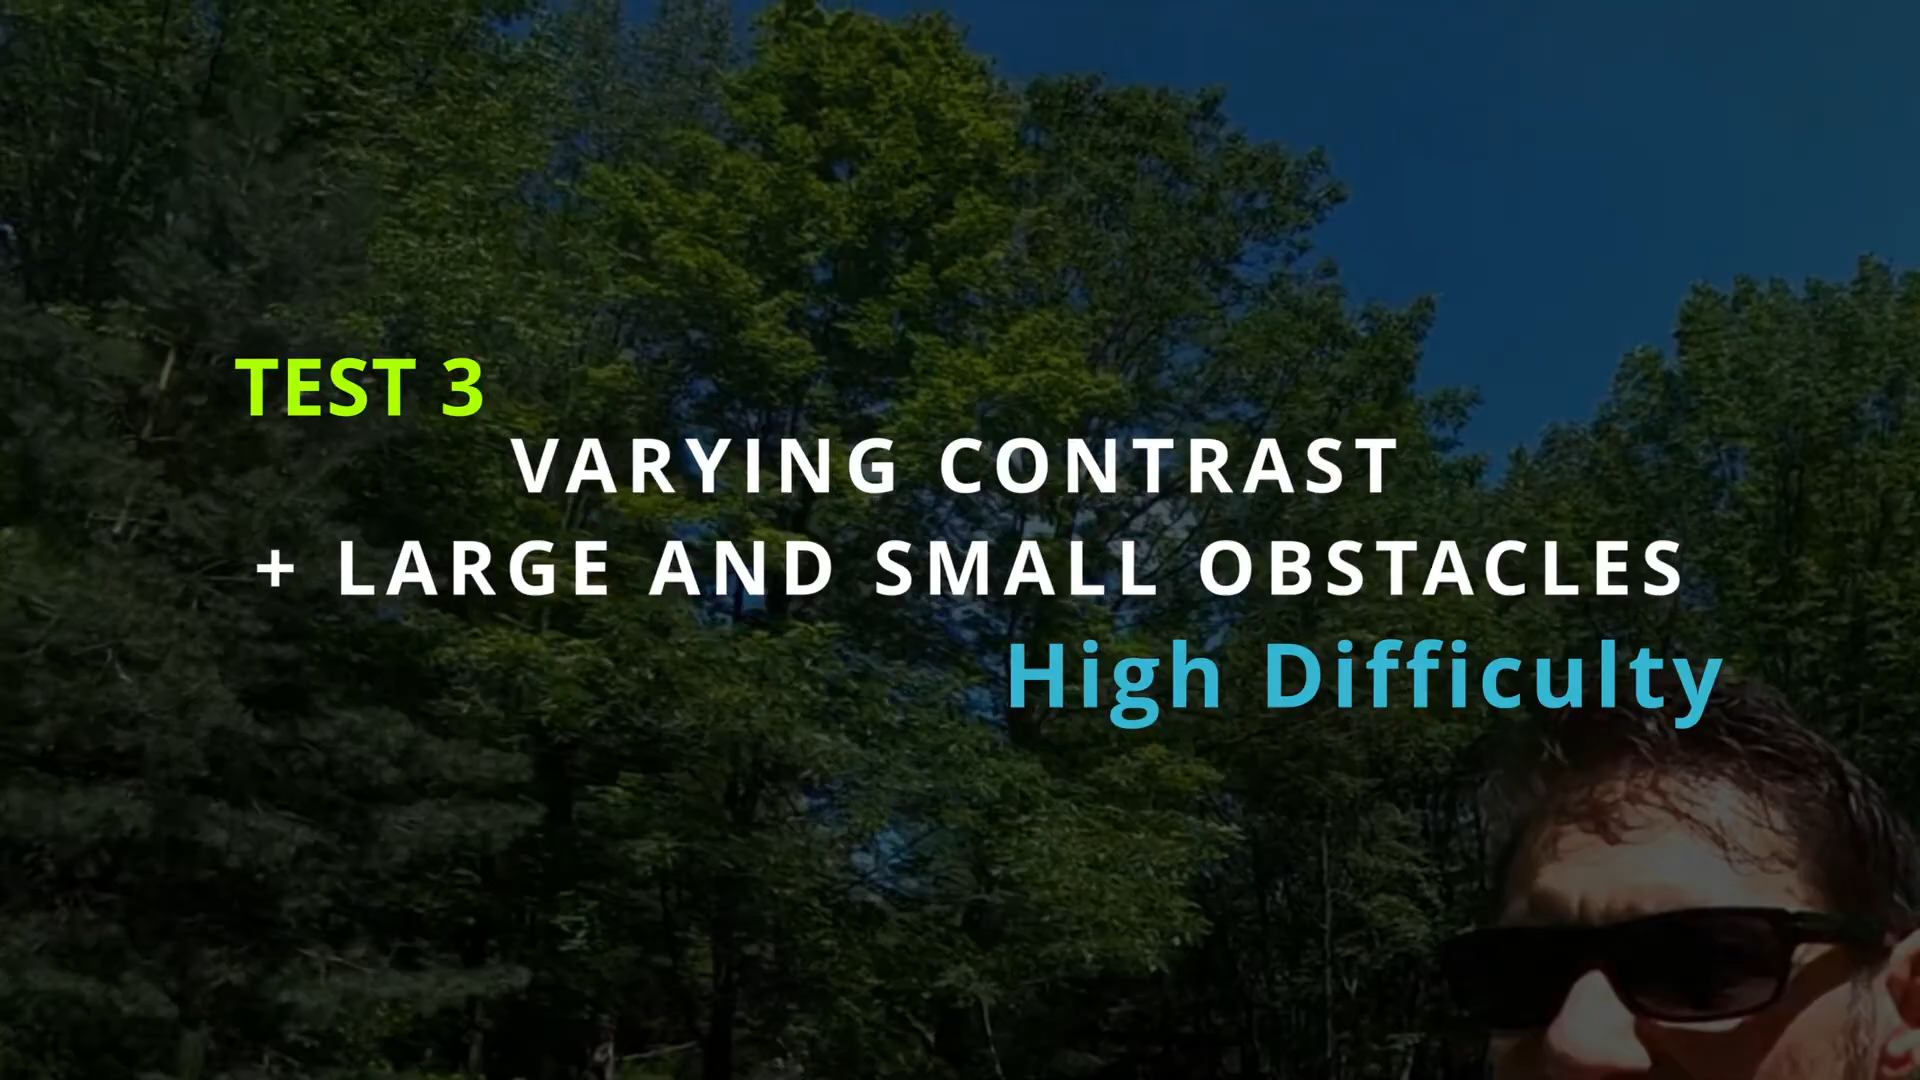 TEST 3
VARYING CONTRAST
+ LARGE AND SMALL OBSTACLES
High Difficulty